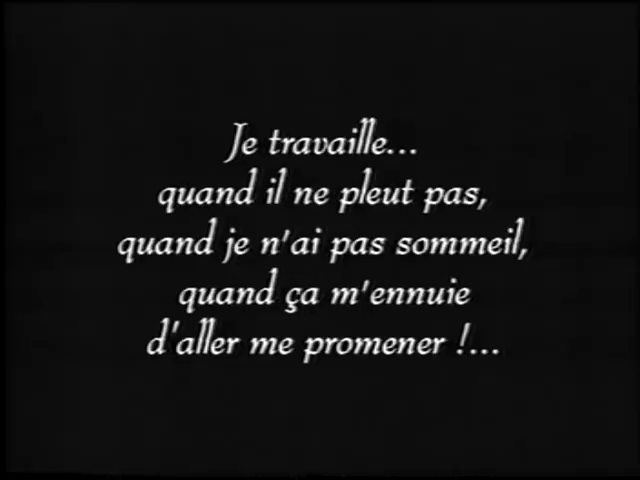 Je travaille...
quand il ne pleut pas,
quand je n'ai pas sommeil,
quand ça m'ennuie
d'aller me promener !...